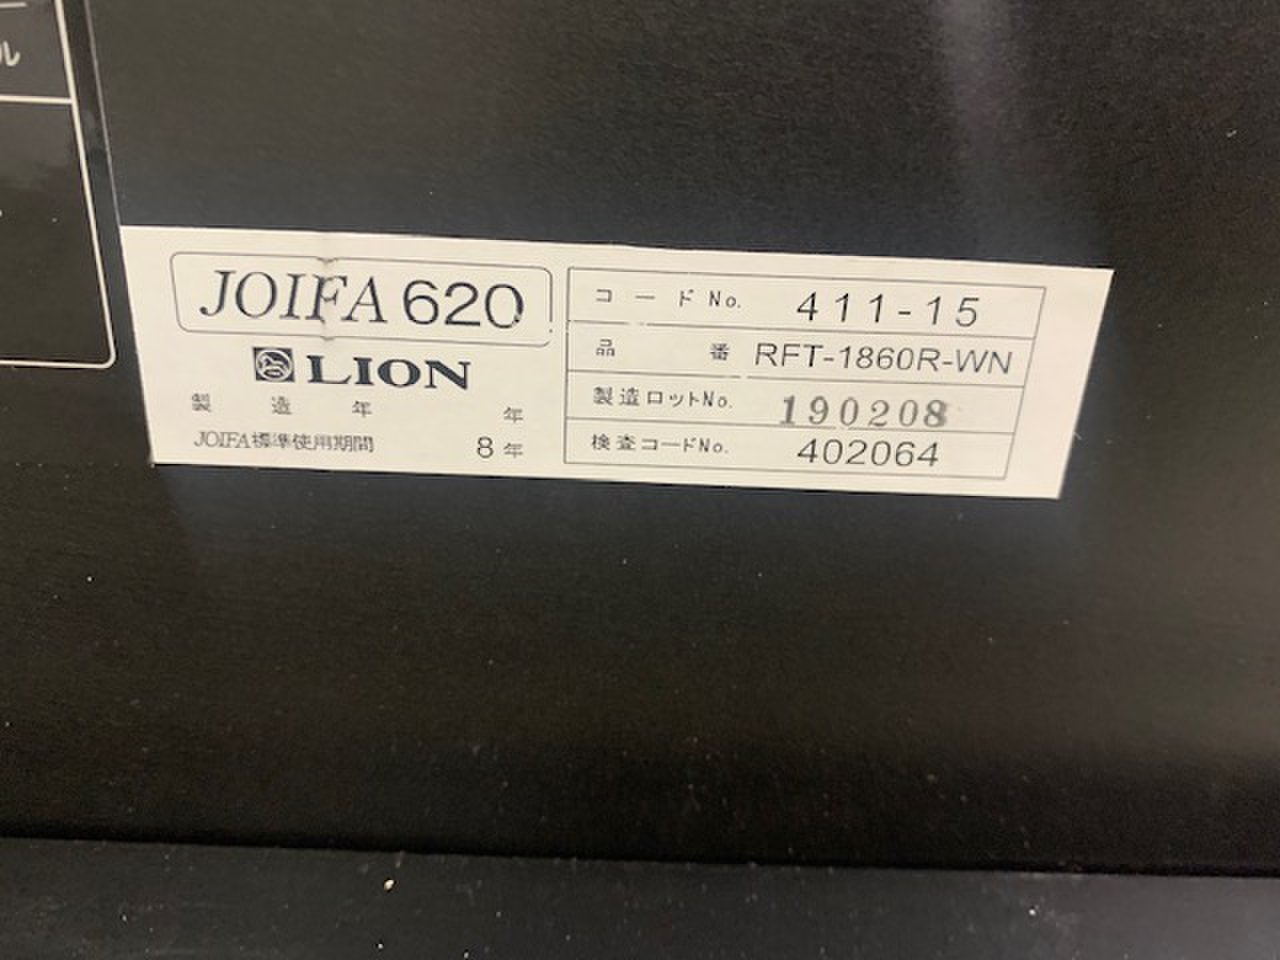 ル
JOIFA 620
LION
製造年 年
JOIFA標準使用期間 8年
コードNo. 411-15
品番 RFT-1860R-WN
製造ロットNo. 190208
検査コードNo. 402064